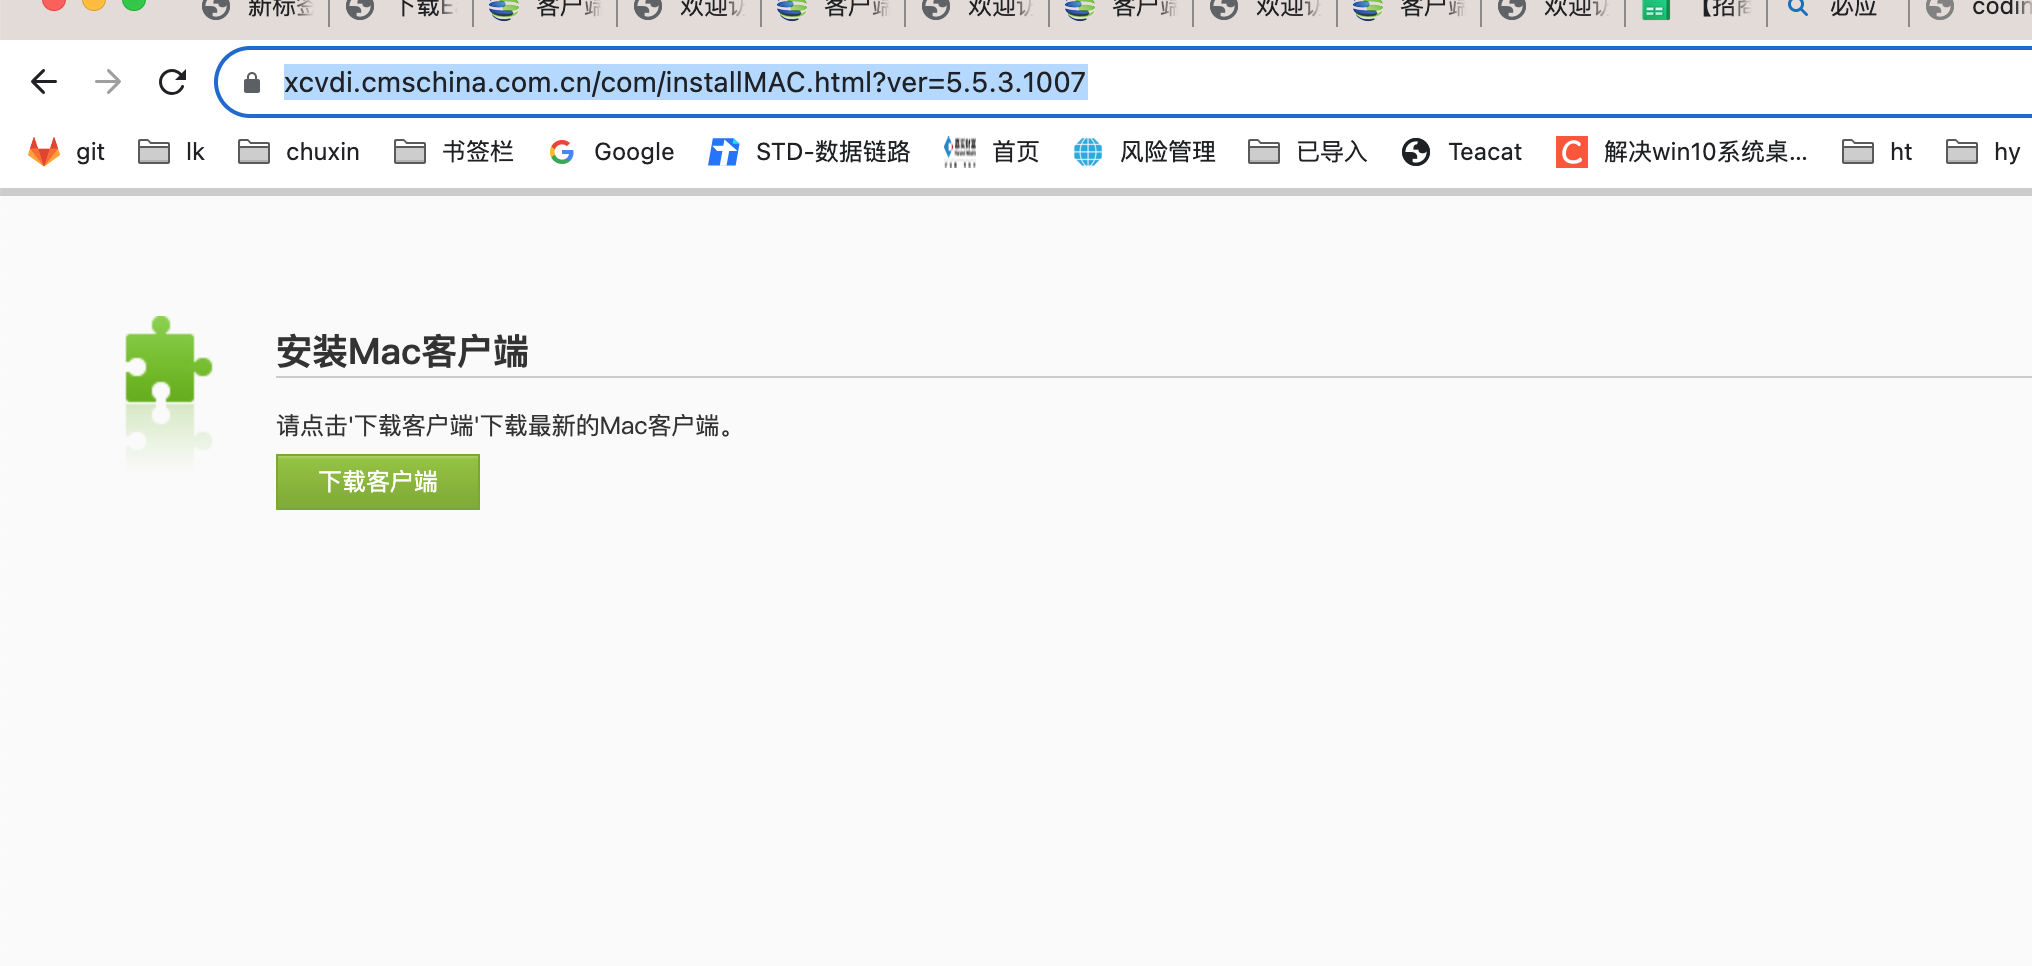 新标签 下载E 客户端 欢迎访 客户端 欢迎访 客户端 欢迎访 客户端 欢迎访 【招商 必应 codin
xcvdi.cmschina.com.cn/com/installMAC.html?ver=5.5.3.1007
git lk chuxin 书签栏 Google STD-数据链路 首页 风险管理 已导入 Teacat 解决win10系统桌... ht hy
安装Mac客户端
请点击'下载客户端'下载最新的Mac客户端。
下载客户端